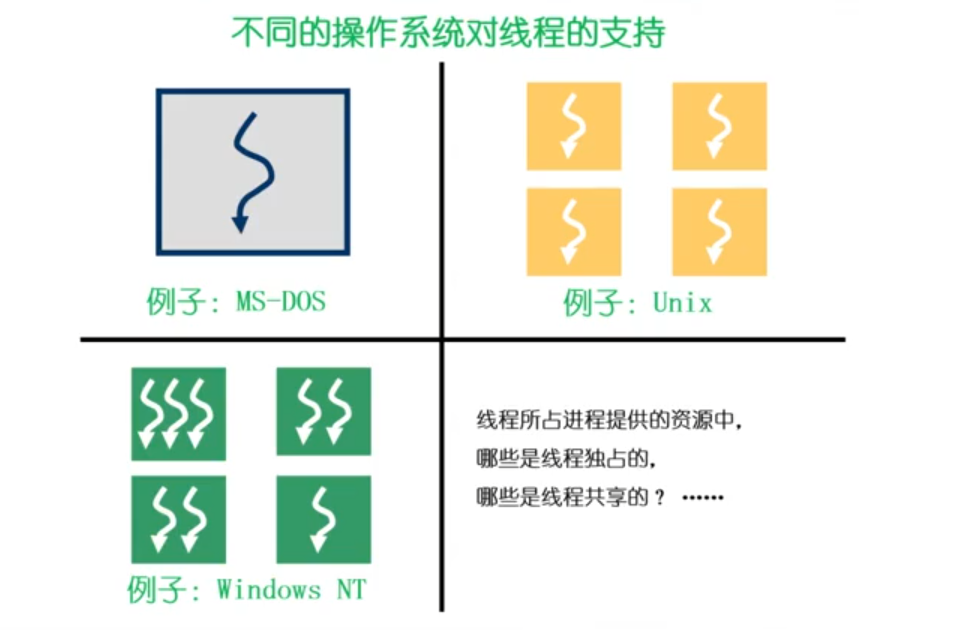 不同的操作系统对线程的支持
例子：MS-DOS
例子：Unix
例子：Windows NT
线程所占进程提供的资源中，
哪些是线程独占的，
哪些是线程共享的？ ……